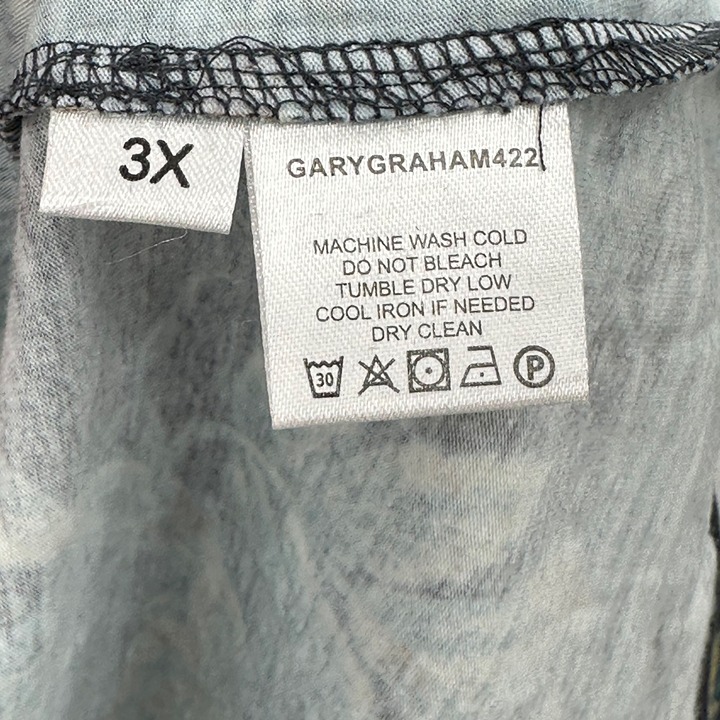 3X
GARYGRAHAM422
MACHINE WASH COLD
DO NOT BLEACH
TUMBLE DRY LOW
COOL IRON IF NEEDED
DRY CLEAN
30
P